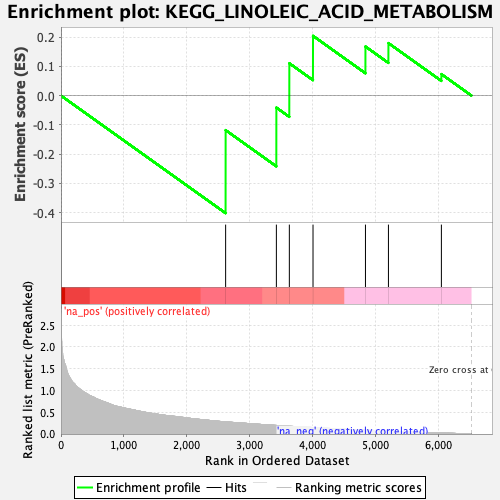 Enrichment plot: KEGG_LINOLEIC_ACID_METABOLISM
Enrichment score (ES)
0.2
0.1
0.0
-0.1
-0.2
-0.3
-0.4
'na_pos' (positively correlated)
Ranked list metric (PreRanked)
2.5
2.0
1.5
1.0
0.5
0.0
Zero cross at
'na_neg' (negatively correlated)
0 1,000 2,000 3,000 4,000 5,000 6,000
Rank in Ordered Dataset
Enrichment profile Hits Ranking metric scores